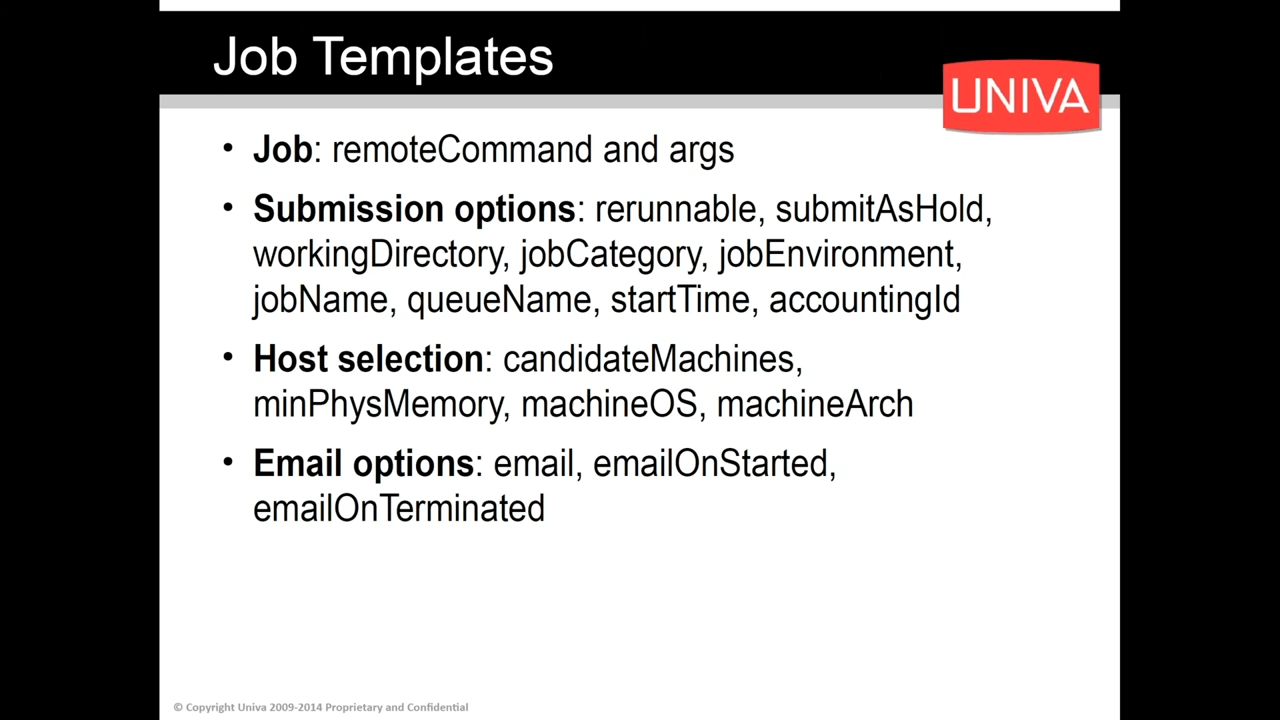 Job Templates
UNIVA
• Job: remoteCommand and args
• Submission options: rerunnable, submitAsHold,
workingDirectory, jobCategory, jobEnvironment,
jobName, queueName, startTime, accountingId
• Host selection: candidateMachines,
minPhysMemory, machineOS, machineArch
• Email options: email, emailOnStarted,
emailOnTerminated
© Copyright Univa 2009-2014 Proprietary and Confidential